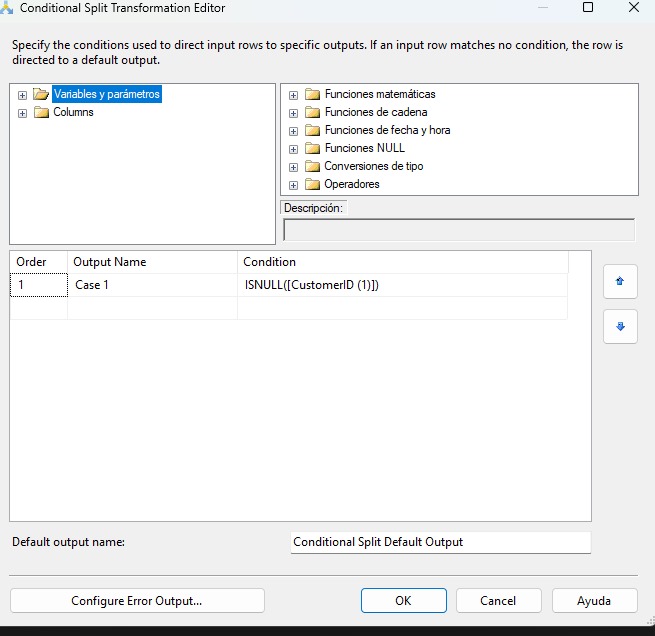 Conditional Split Transformation Editor
Specify the conditions used to direct input rows to specific outputs. If an input row matches no condition, the row is
directed to a default output.
Variables y parámetros
Columns
Funciones matemáticas
Funciones de cadena
Funciones de fecha y hora
Funciones NULL
Conversiones de tipo
Operadores
Descripción:
Order Output Name Condition
1 Case 1 ISNULL([CustomerID (1)])
Default output name: Conditional Split Default Output
Configure Error Output... OK Cancel Ayuda